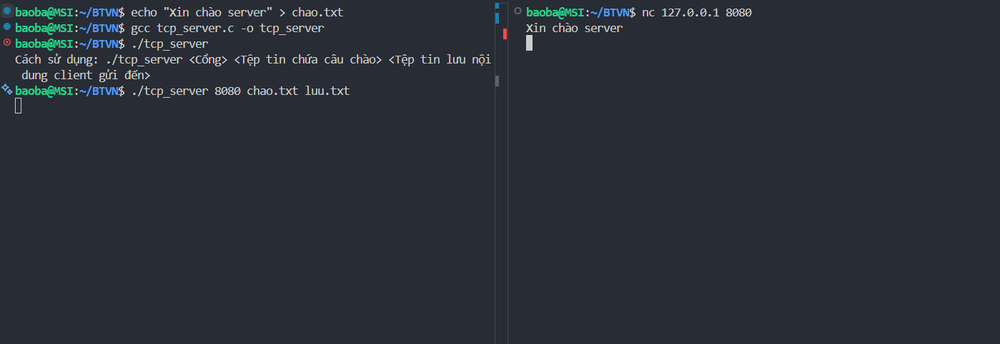 baoba@MSI:~/BTVN$ echo "Xin chào server" > chao.txt
baoba@MSI:~/BTVN$ gcc tcp_server.c -o tcp_server
baoba@MSI:~/BTVN$ ./tcp_server
Cách sử dụng: ./tcp_server <Cổng> <Tệp tin chứa câu chào> <Tệp tin lưu nội
dung client gửi đến>
baoba@MSI:~/BTVN$ ./tcp_server 8080 chao.txt luu.txt
baoba@MSI:~/BTVN$ nc 127.0.0.1 8080
Xin chào server